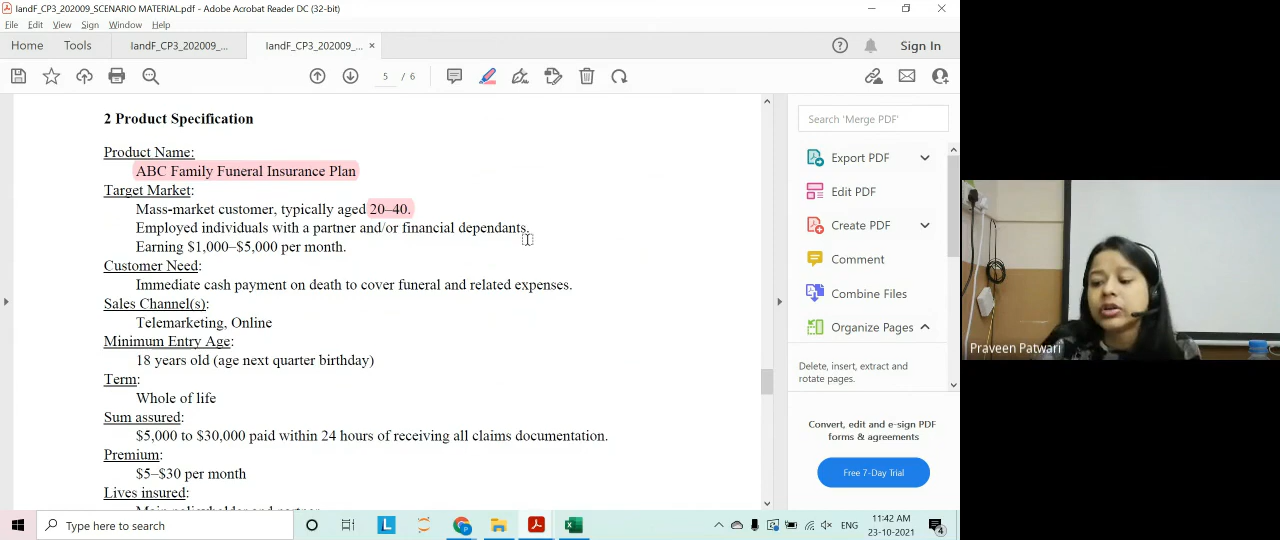 IandF_CP3_202009_SCENARIO MATERIAL.pdf - Adobe Acrobat Reader DC (32-bit)
File Edit View Sign Window Help
Home Tools IandF_CP3_202009_... IandF_CP3_202009_... × Sign In
5 / 6
2 Product Specification
Product Name:
ABC Family Funeral Insurance Plan
Target Market:
Mass-market customer, typically aged 20–40.
Employed individuals with a partner and/or financial dependants.
Earning $1,000–$5,000 per month.
Customer Need:
Immediate cash payment on death to cover funeral and related expenses.
Sales Channel(s):
Telemarketing, Online
Minimum Entry Age:
18 years old (age next quarter birthday)
Term:
Whole of life
Sum assured:
$5,000 to $30,000 paid within 24 hours of receiving all claims documentation.
Premium:
$5–$30 per month
Lives insured:
Main policyholder and partner
Search 'Merge PDF'
Export PDF
Edit PDF
Create PDF
Comment
Combine Files
Organize Pages
Delete, insert, extract and
rotate pages.
Convert, edit and e-sign PDF
forms & agreements
Free 7-Day Trial
Praveen Patwari
Type here to search
L
ENG
11:42 AM
23-10-2021
4